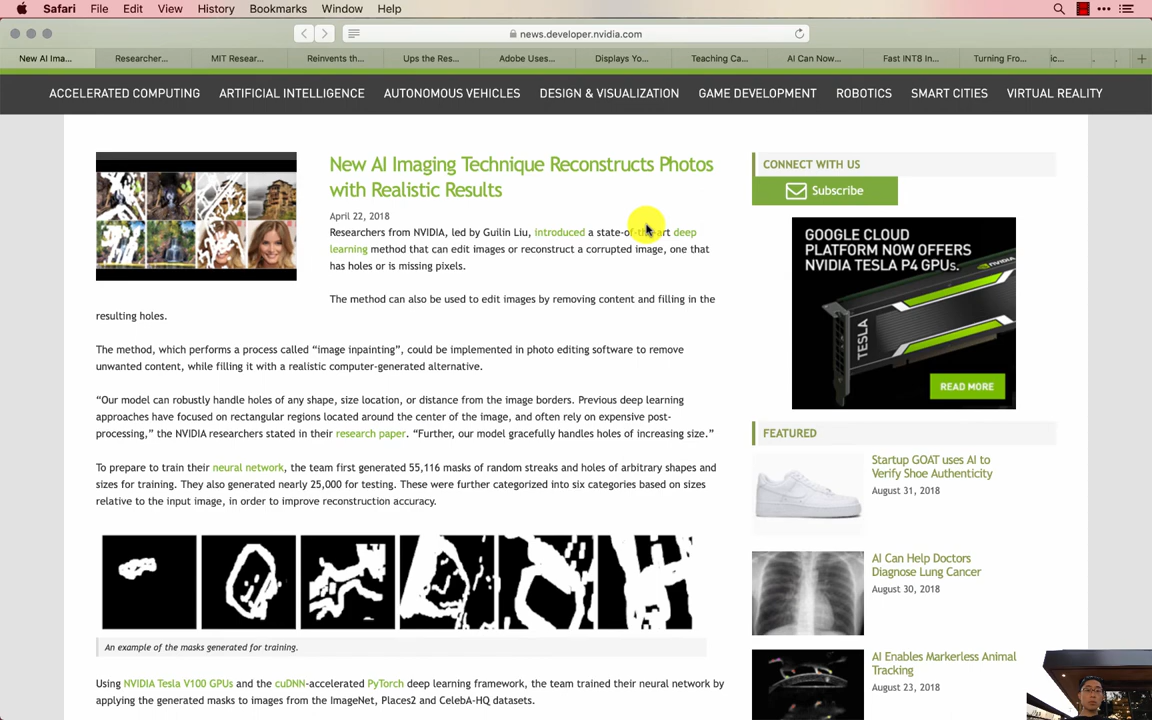 Safari File Edit View History Bookmarks Window Help
news.developer.nvidia.com
New AI Ima... Researcher... MIT Resear... Reinvents th... Ups the Res... Adobe Uses... Displays Yo... Teaching Ca... AI Can Now... Fast INT8 In... Turning Fro... ic...
ACCELERATED COMPUTING ARTIFICIAL INTELLIGENCE AUTONOMOUS VEHICLES DESIGN & VISUALIZATION GAME DEVELOPMENT ROBOTICS SMART CITIES VIRTUAL REALITY
New AI Imaging Technique Reconstructs Photos
with Realistic Results
April 22, 2018
Researchers from NVIDIA, led by Guilin Liu, introduced a state-of-the-art deep
learning method that can edit images or reconstruct a corrupted image, one that
has holes or is missing pixels.
The method can also be used to edit images by removing content and filling in the
resulting holes.
The method, which performs a process called “image inpainting”, could be implemented in photo editing software to remove
unwanted content, while filling it with a realistic computer-generated alternative.
“Our model can robustly handle holes of any shape, size location, or distance from the image borders. Previous deep learning
approaches have focused on rectangular regions located around the center of the image, and often rely on expensive post-
processing,” the NVIDIA researchers stated in their research paper. “Further, our model gracefully handles holes of increasing size.”
To prepare to train their neural network, the team first generated 55,116 masks of random streaks and holes of arbitrary shapes and
sizes for training. They also generated nearly 25,000 for testing. These were further categorized into six categories based on sizes
relative to the input image, in order to improve reconstruction accuracy.
An example of the masks generated for training.
Using NVIDIA Tesla V100 GPUs and the cuDNN-accelerated PyTorch deep learning framework, the team trained their neural network by
applying the generated masks to images from the ImageNet, Places2 and CelebA-HQ datasets.
CONNECT WITH US
Subscribe
GOOGLE CLOUD
PLATFORM NOW OFFERS
NVIDIA TESLA P4 GPUs.
TESLA
READ MORE
FEATURED
Startup GOAT uses AI to
Verify Shoe Authenticity
August 31, 2018
AI Can Help Doctors
Diagnose Lung Cancer
August 30, 2018
AI Enables Markerless Animal
Tracking
August 23, 2018